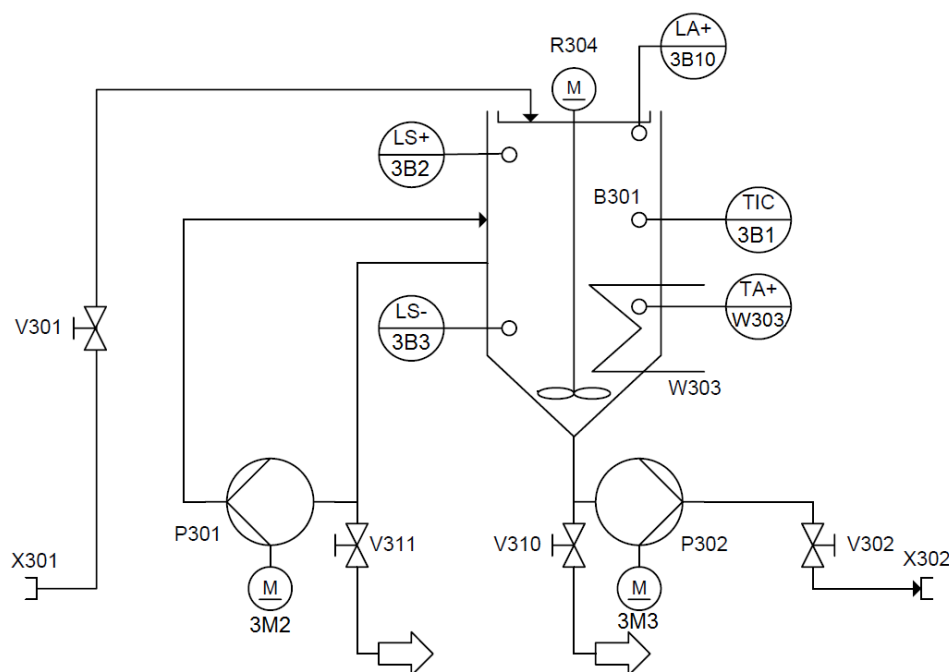 LA+
3B10
R304
M
LS+
3B2
B301
TIC
3B1
TA+
W303
V301
LS-
3B3
W303
P301
V311
V310
P302
V302
X301
X302
M
3M2
M
3M3